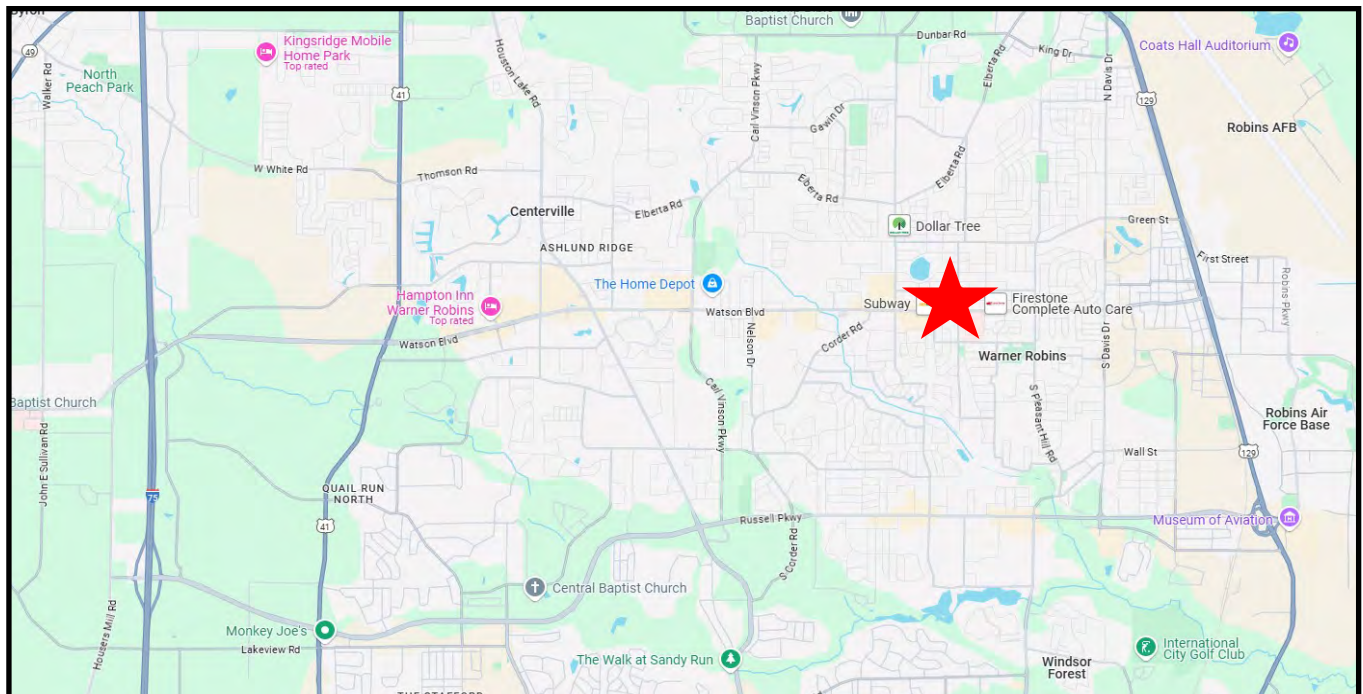 Baptist Church
Dunbar Rd
49
Kingsridge Mobile
Home Park
Top rated
Houston Lake Rd
Elberta Rd
King Dr
Coats Hall Auditorium
Walker Rd
North
Peach Park
41
Carl Vinson Pkwy
N Davis Dr
129
Gawin Dr
Robins AFB
W White Rd
Thomson Rd
Elberta Rd
Elberta Rd
Centerville
Elberta Rd
Green St
Dollar Tree
ASHLUND RIDGE
First Street
The Home Depot
Robins Pkwy
Hampton Inn
Warner Robins
Top rated
Subway
Firestone
Complete Auto Care
Watson Blvd
Watson Blvd
Nelson Dr
Corder Rd
S Davis Dr
Warner Robins
Baptist Church
Carl Vinson Pkwy
S Pleasant Hill Rd
Robins Air
Force Base
John E Sullivan Rd
Wall St
129
75
QUAIL RUN
NORTH
41
Russell Pkwy
Museum of Aviation
S Corder Rd
Central Baptist Church
Housers Mill Rd
Monkey Joe's
Lakeview Rd
The Walk at Sandy Run
International
City Golf Club
Windsor
Forest